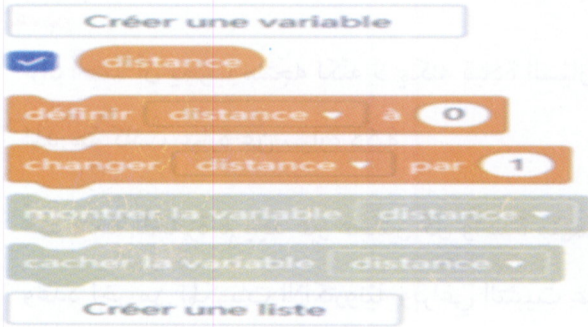 Créer une variable
distance
définir distance à 0
changer distance par 1
montrer la variable distance
cacher la variable distance
Créer une liste